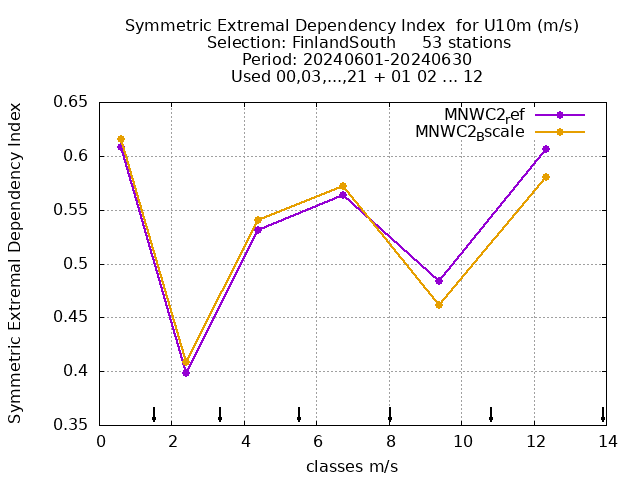 Symmetric Extremal Dependency Index  for U10m (m/s)
Selection: FinlandSouth     53 stations
Period: 20240601-20240630
Used 00,03,...,21 + 01 02 ... 12
MNWC2ref
MNWC2Bscale
Symmetric Extremal Dependency Index
0.65
0.6
0.55
0.5
0.45
0.4
0.35
0 2 4 6 8 10 12 14
classes m/s